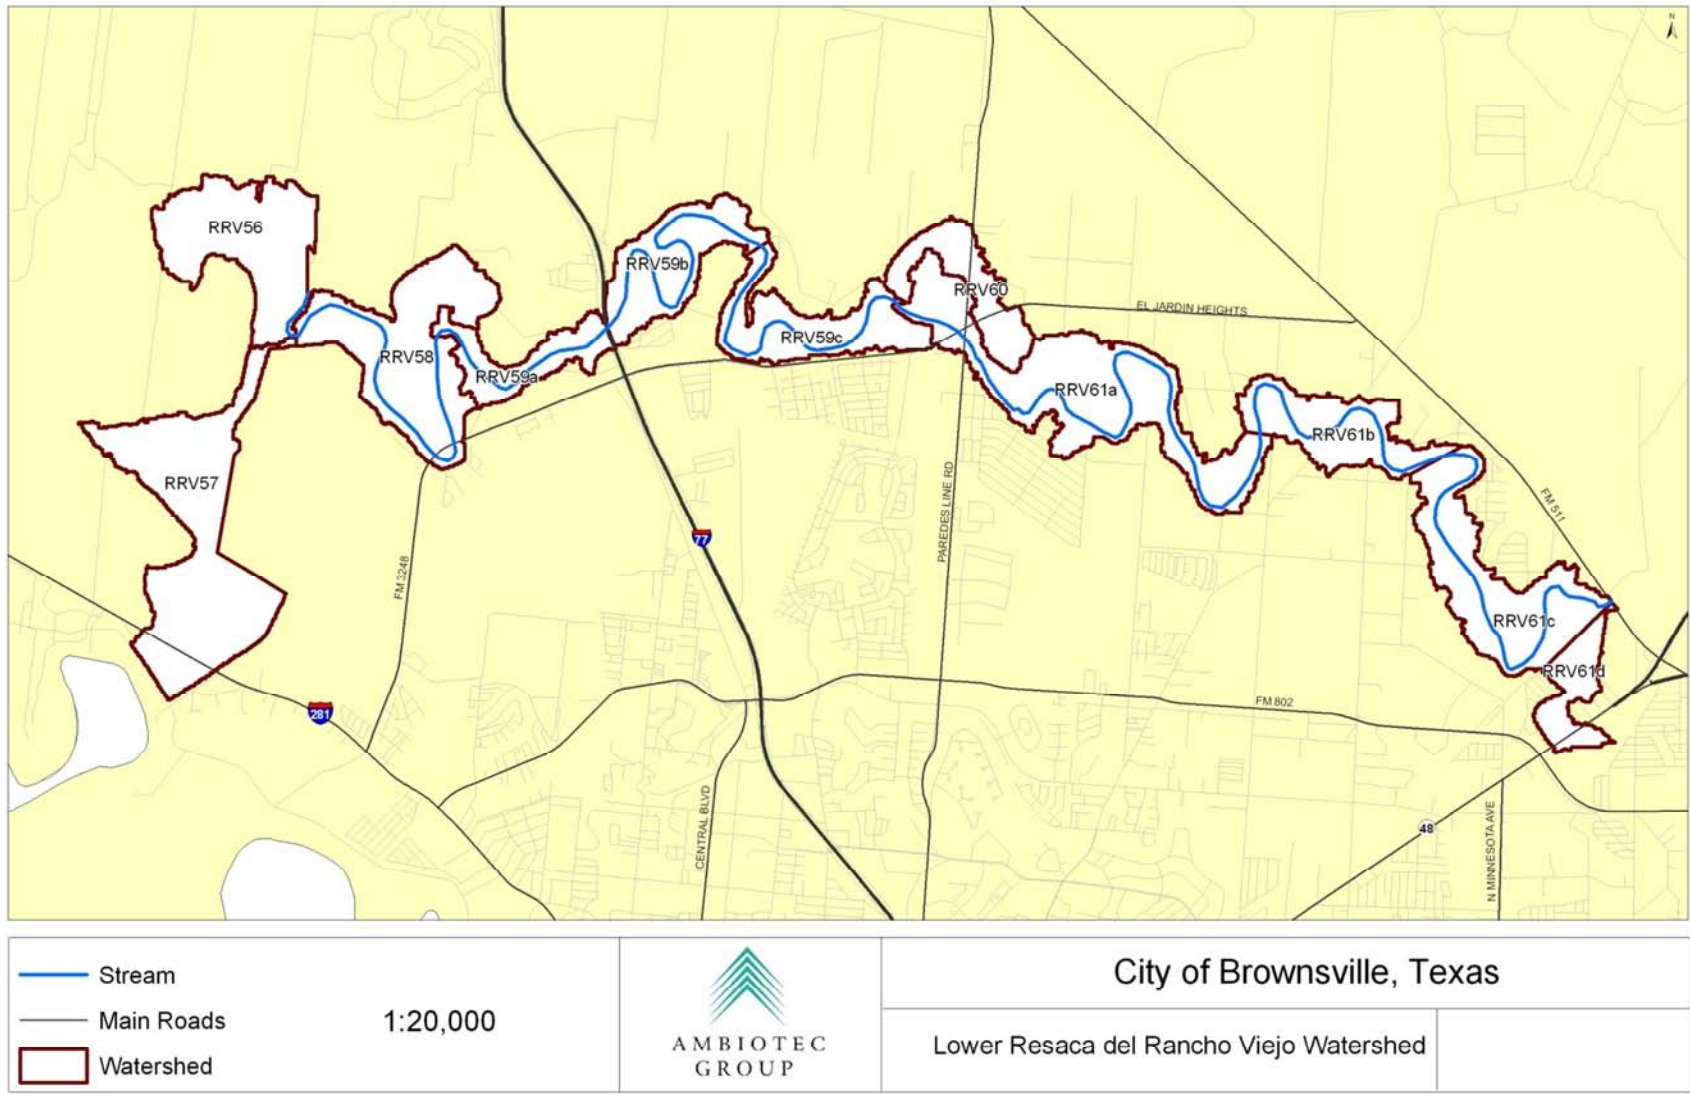 N
RRV56
RRV59b
RRV60
EL JARDIN HEIGHTS
RRV58
RRV59a
RRV59c
RRV61a
RRV61b
RRV57
FM 511
PAREDES LINE RD
77
FM 3248
RRV61c
RRV61d
FM 802
281
CENTRAL BLVD
48
N MINNESOTA AVE
Stream
Main Roads
Watershed
1:20,000
AMBIOTEC
GROUP
City of Brownsville, Texas
Lower Resaca del Rancho Viejo Watershed